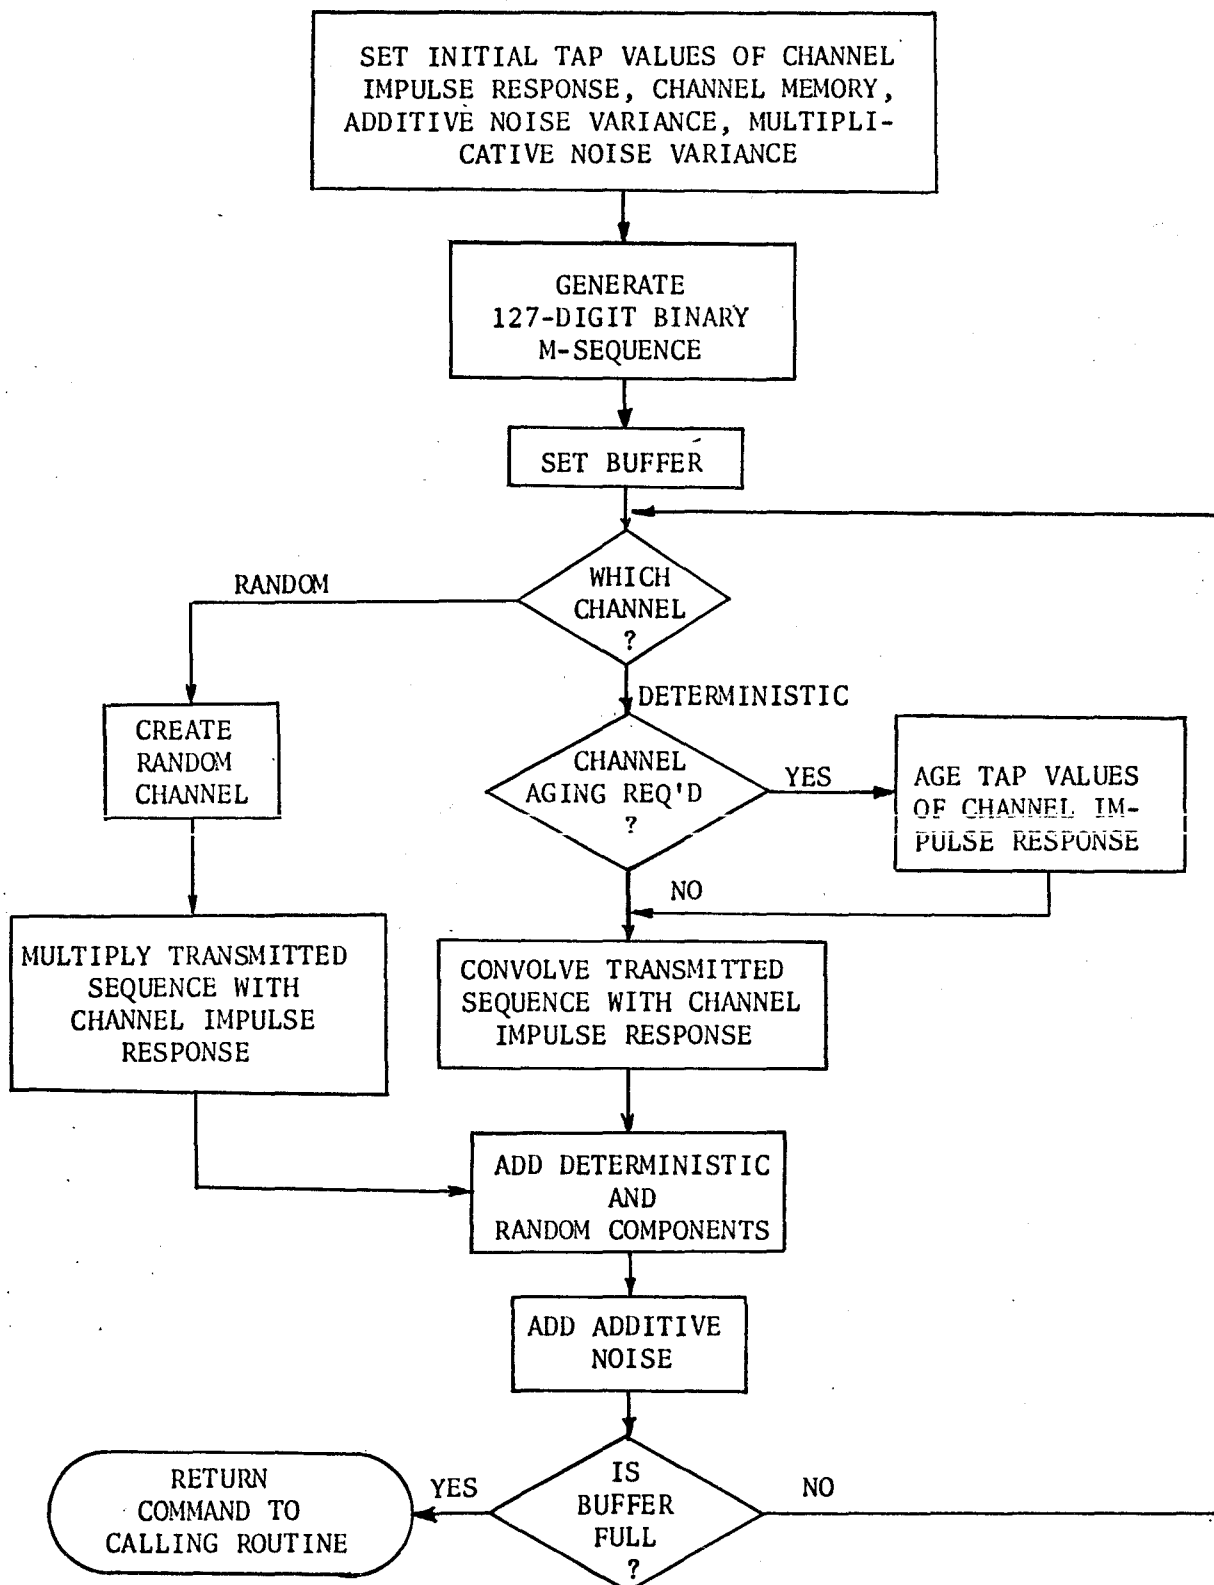 SET INITIAL TAP VALUES OF CHANNEL
IMPULSE RESPONSE, CHANNEL MEMORY,
ADDITIVE NOISE VARIANCE, MULTIPLI-
CATIVE NOISE VARIANCE
GENERATE
127-DIGIT BINARY
M-SEQUENCE
SET BUFFER
WHICH
CHANNEL
?
RANDOM
DETERMINISTIC
CREATE
RANDOM
CHANNEL
CHANNEL
AGING REQ'D
?
YES
AGE TAP VALUES
OF CHANNEL IM-
PULSE RESPONSE
NO
MULTIPLY TRANSMITTED
SEQUENCE WITH
CHANNEL IMPULSE
RESPONSE
CONVOLVE TRANSMITTED
SEQUENCE WITH CHANNEL
IMPULSE RESPONSE
ADD DETERMINISTIC
AND
RANDOM COMPONENTS
ADD ADDITIVE
NOISE
IS
BUFFER
FULL
?
YES
NO
RETURN
COMMAND TO
CALLING ROUTINE